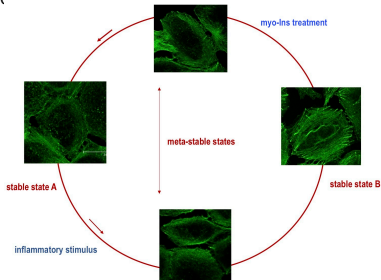 myo-Ins treatment
meta-stable states
stable state A
stable state B
inflammatory stimulus